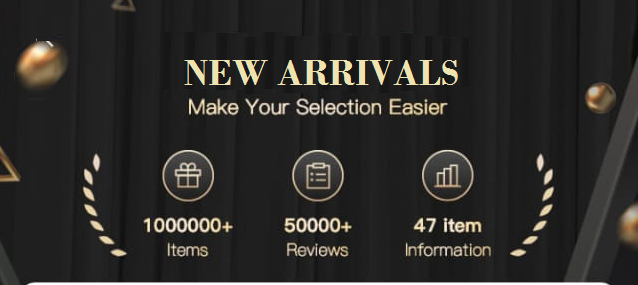 NEW ARRIVALS
Make Your Selection Easier
1000000+ 50000+ 47 item
Items Reviews Information